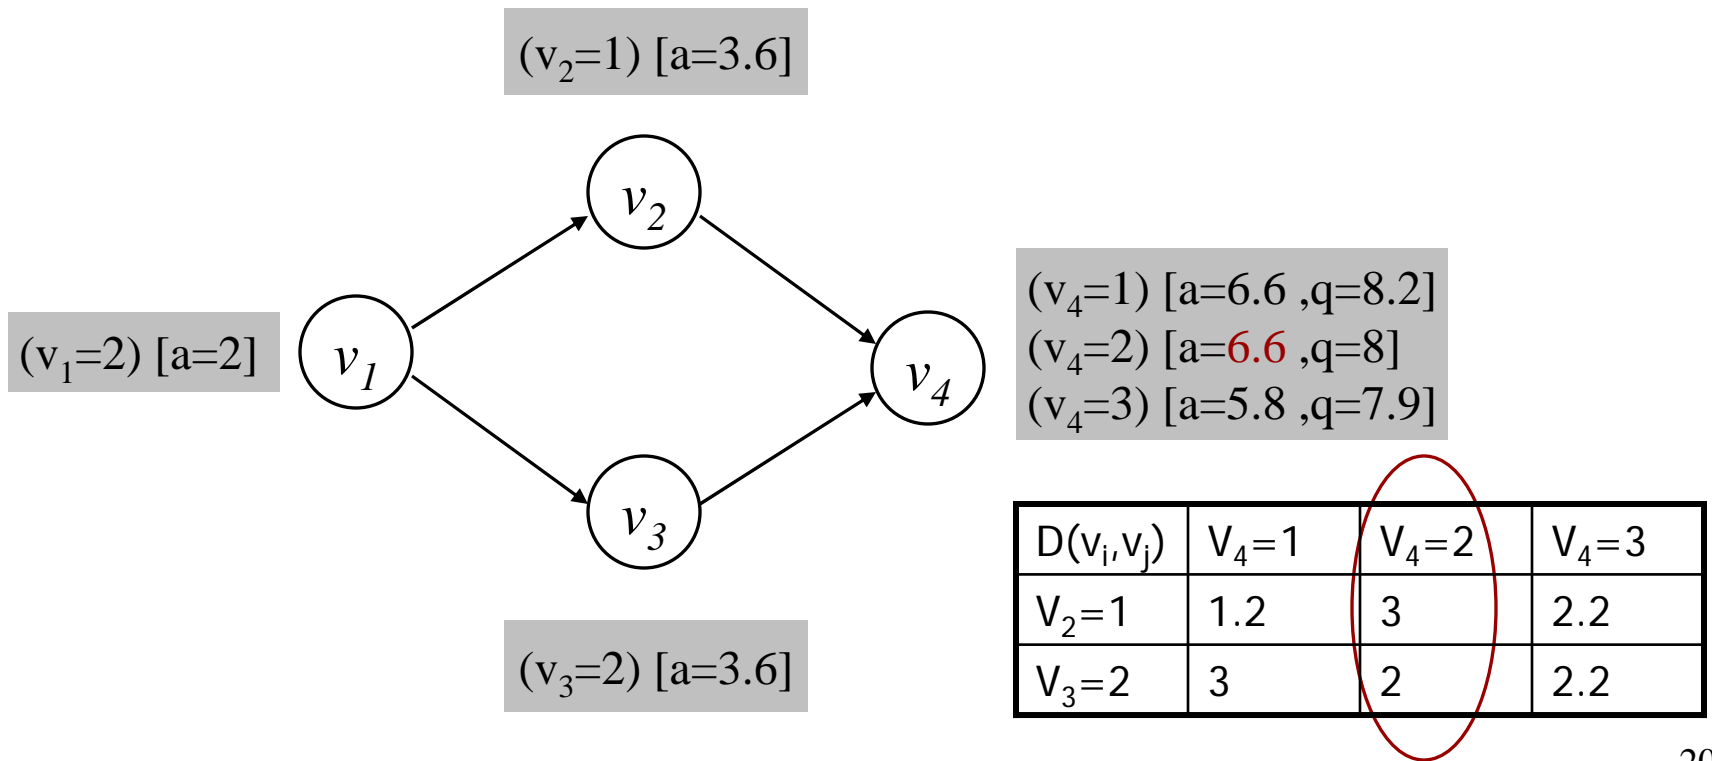 (v2=1) [a=3.6]
v2
(v1=2) [a=2]
v1
v4
(v4=1) [a=6.6 ,q=8.2]
(v4=2) [a=6.6 ,q=8]
(v4=3) [a=5.8 ,q=7.9]
v3
(v3=2) [a=3.6]
D(vi,vj) V4=1 V4=2 V4=3
V2=1 1.2 3 2.2
V3=2 3 2 2.2